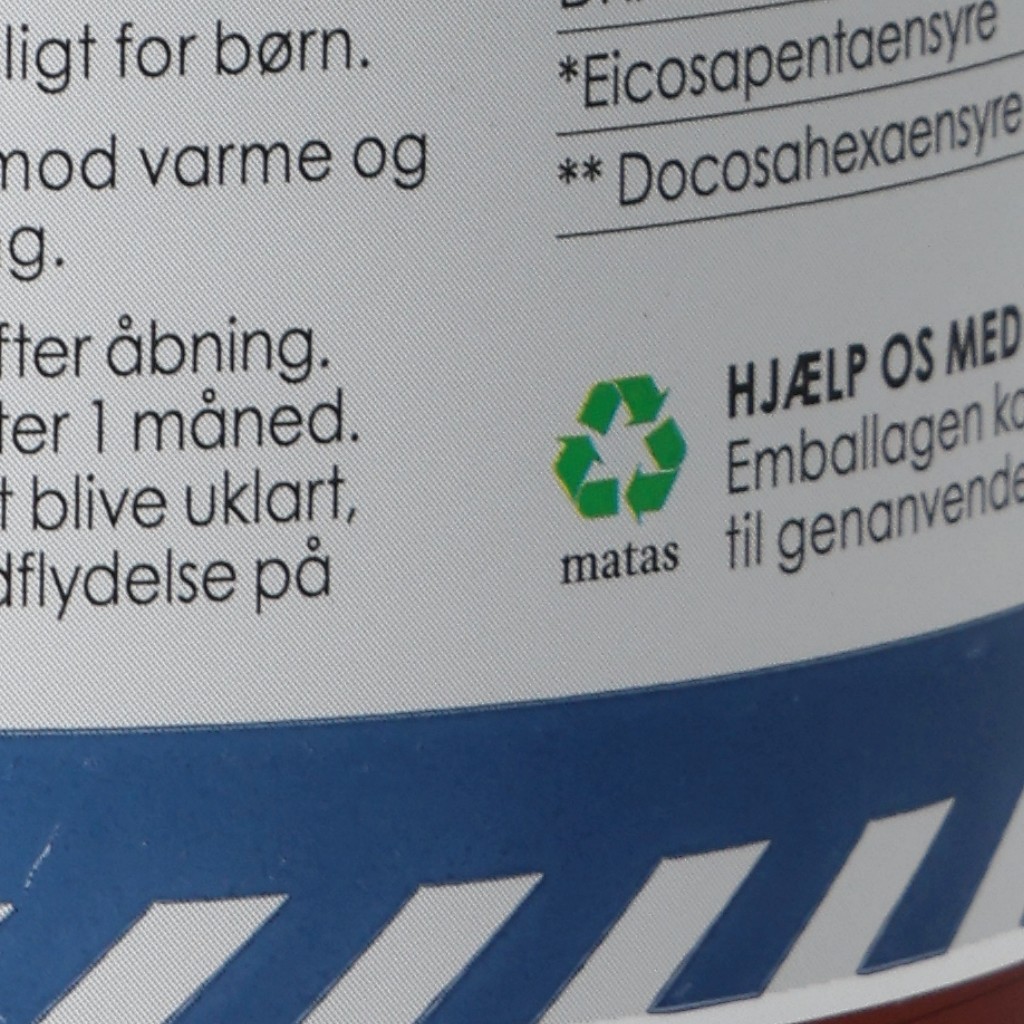 ligt for børn.
mod varme og
g.
fter åbning.
ter 1 måned.
t blive uklart,
dflydelse på
*Eicosapentaensyre
** Docosahexaensyre
HJÆLP OS MED
Emballagen
til genanvende
matas